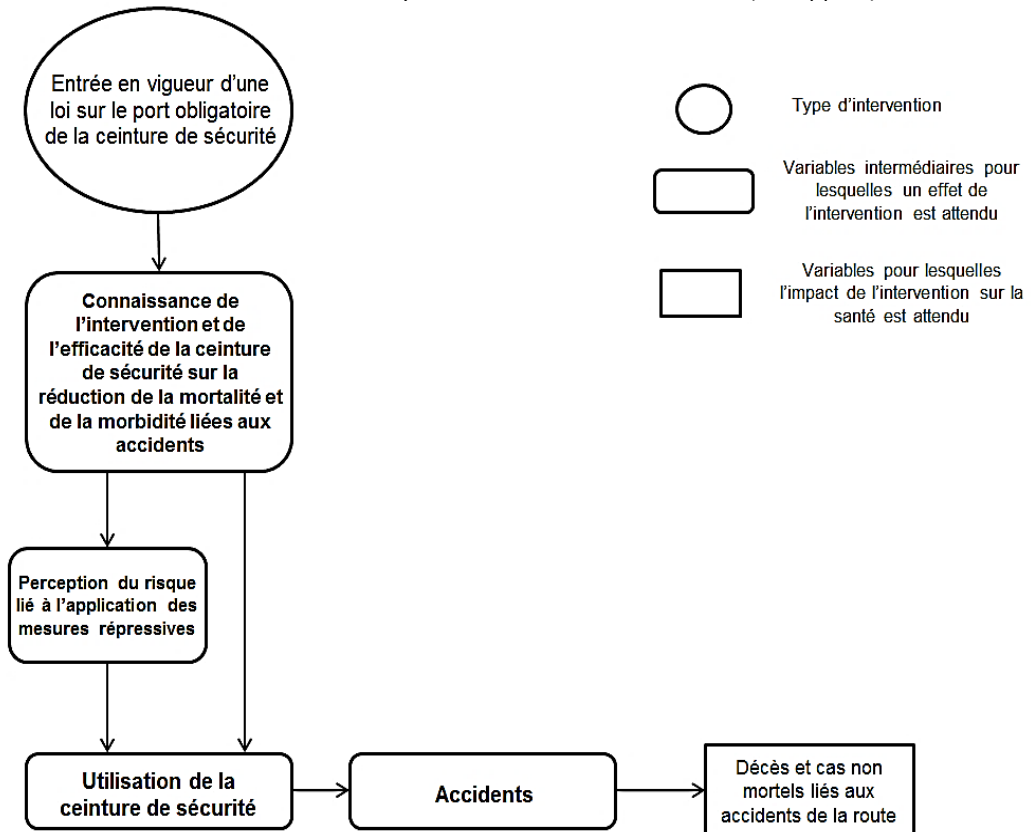 Entrée en vigueur d'une
loi sur le port obligatoire
de la ceinture de sécurité
Type d'intervention
Variables intermédiaires pour
lesquelles un effet de
l'intervention est attendu
Variables pour lesquelles
l'impact de l'intervention sur la
santé est attendu
Connaissance de
l'intervention et de
l'efficacité de la ceinture
de sécurité sur la
réduction de la mortalité et
de la morbidité liées aux
accidents
Perception du risque
lié à l'application des
mesures répressives
Utilisation de la
ceinture de sécurité
Accidents
Décès et cas non
mortels liés aux
accidents de la route